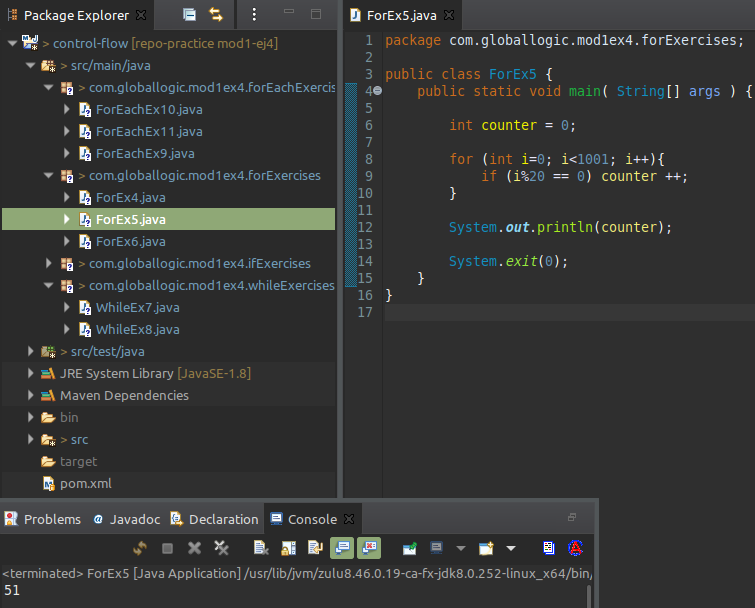 Package Explorer
> control-flow [repo-practice mod1-ej4]
> src/main/java
> com.globallogic.mod1ex4.forEachExercis
ForEachEx10.java
ForEachEx11.java
ForEachEx9.java
> com.globallogic.mod1ex4.forExercises
ForEx4.java
ForEx5.java
ForEx6.java
> com.globallogic.mod1ex4.ifExercises
> com.globallogic.mod1ex4.whileExercises
WhileEx7.java
WhileEx8.java
> src/test/java
JRE System Library [JavaSE-1.8]
Maven Dependencies
bin
> src
target
pom.xml
ForEx5.java
1 package com.globallogic.mod1ex4.forExercises;
2
3 public class ForEx5 {
4 public static void main( String[] args ) {
5
6 int counter = 0;
7
8 for (int i=0; i<1001; i++){
9 if (i%20 == 0) counter ++;
10 }
11
12 System.out.println(counter);
13
14 System.exit(0);
15 }
16 }
17
Problems @ Javadoc Declaration Console
<terminated> ForEx5 [Java Application] /usr/lib/jvm/zulu8.46.0.19-ca-fx-jdk8.0.252-linux_x64/bin/
51